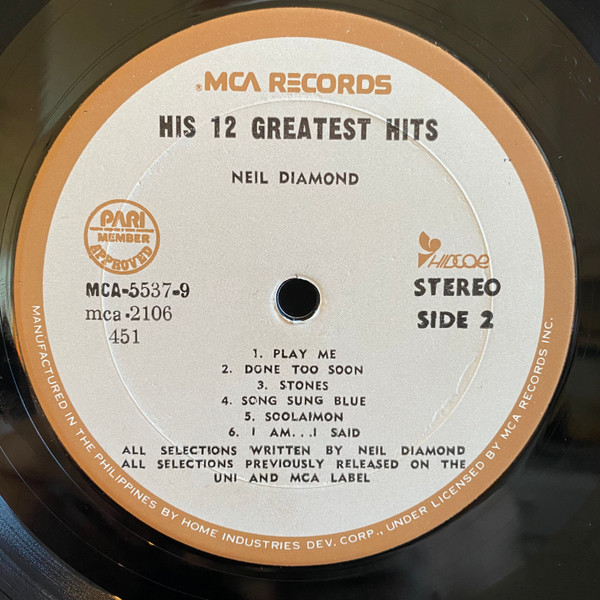 ®MCA RECORDS
HIS 12 GREATEST HITS
NEIL DIAMOND
PARI
MEMBER
APPROVED
HIDCOE
MCA-5537-9
mca-2106
451
STEREO
SIDE 2
1. PLAY ME
2. DONE TOO SOON
3. STONES
4. SONG SUNG BLUE
5. SOOLAIMON
6. I AM...I SAID
ALL SELECTIONS WRITTEN BY NEIL DIAMOND
ALL SELECTIONS PREVIOUSLY RELEASED ON THE
UNI AND MCA LABEL
MANUFACTURED IN THE PHILIPPINES BY HOME INDUSTRIES DEV. CORP., UNDER LICENSED BY MCA RECORDS INC.